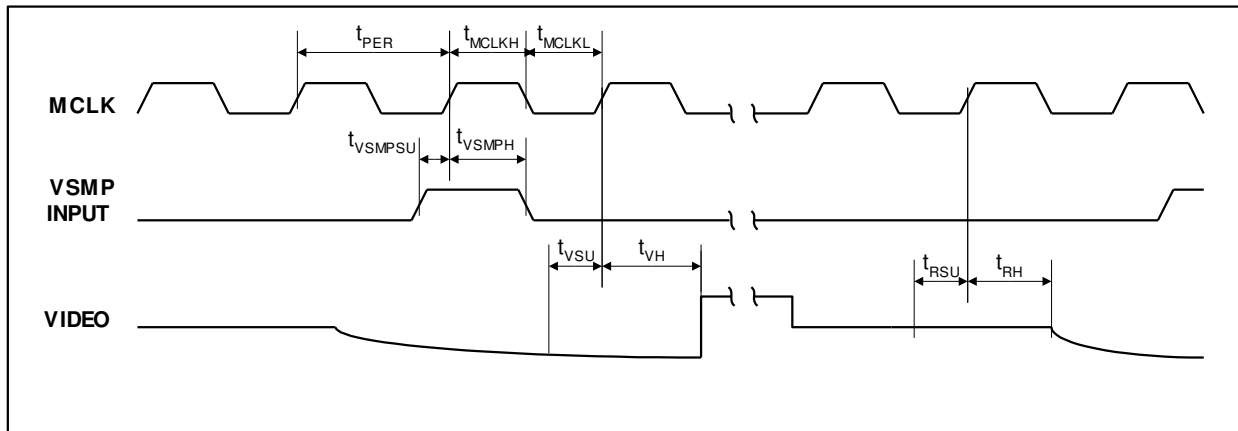 tPER tMCLKH tMCLKL
MCLK
tVSMPSU tVSMPH
VSMP
INPUT
tVSU tVH
tRSU tRH
VIDEO